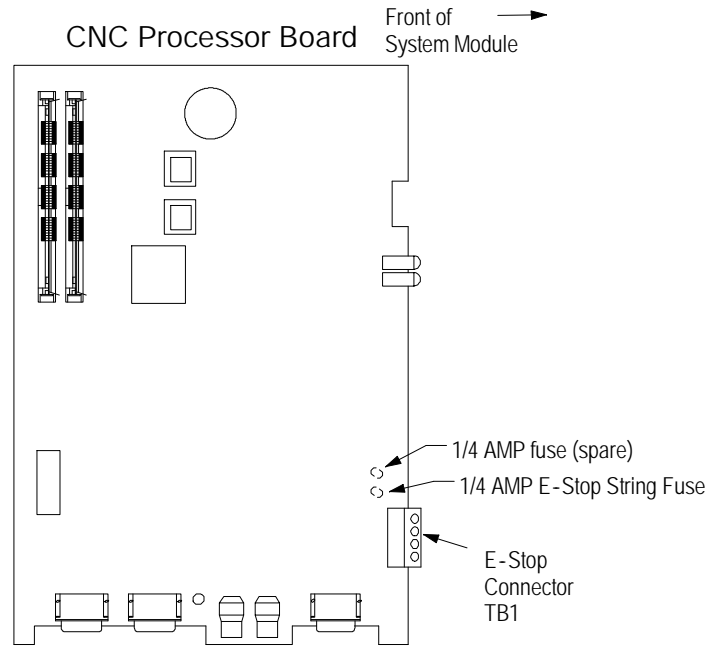 Front of
System Module
CNC Processor Board
1/4 AMP fuse (spare)
1/4 AMP E-Stop String Fuse
E-Stop
Connector
TB1